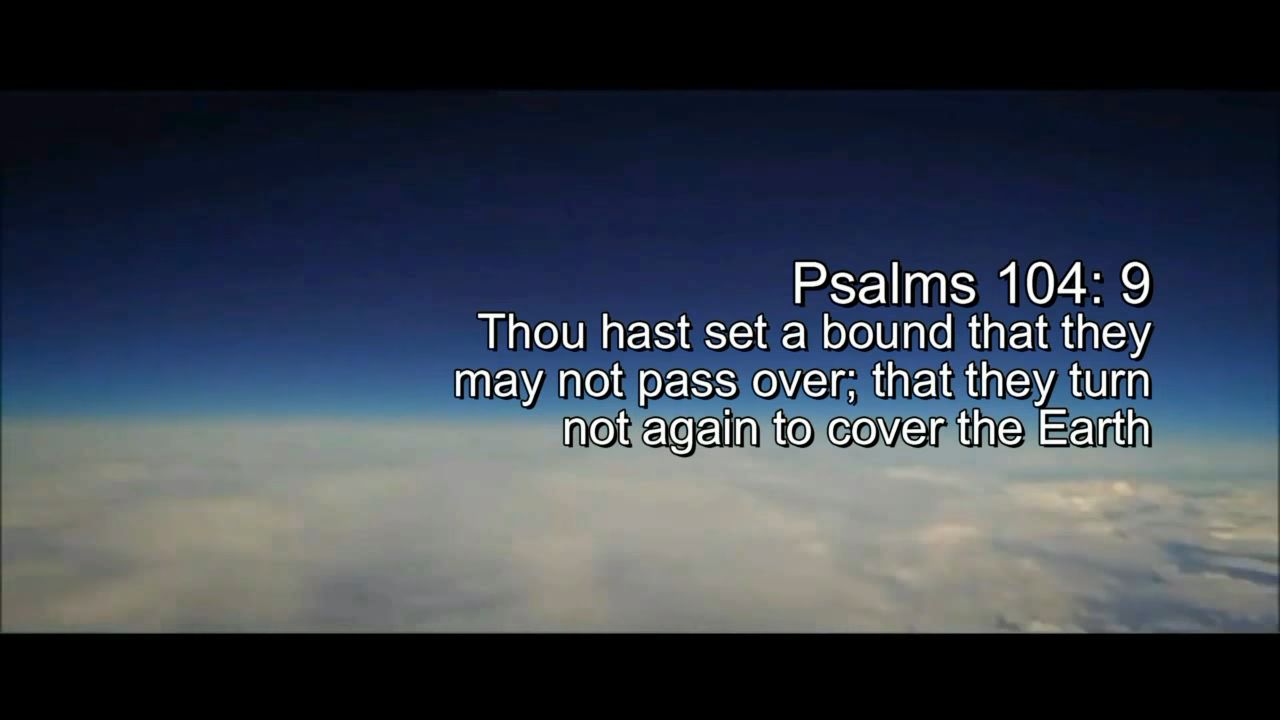 Psalms 104: 9
Thou hast set a bound that they
may not pass over; that they turn
not again to cover the Earth